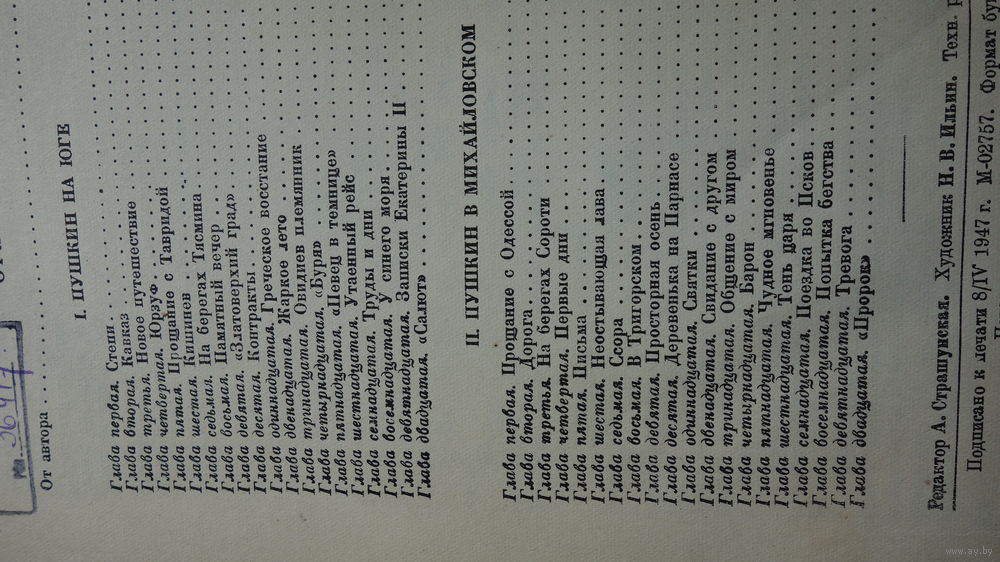 № 36417
От автора
I. ПУШКИН НА ЮГЕ
Глава первая. Степи
Глава вторая. Кавказ
Глава третья. Новое путешествие
Глава четвертая. Юрзуф
Глава пятая. Прощание с Тавридой
Глава шестая. Кишинев
Глава седьмая. На берегах Тясмина
Глава восьмая. Памятный вечер
Глава девятая. «Златоверхий град»
Глава десятая. Контракты
Глава одиннадцатая. Греческое восстание
Глава двенадцатая. Жаркое лето
Глава тринадцатая. Обидиев племянник
Глава четырнадцатая. «Буря»
Глава пятнадцатая. «Певец в темнице»
Глава шестнадцатая. Утаенный рейс
Глава семнадцатая. Труды и дни
Глава восемнадцатая. У синего моря
Глава девятнадцатая. Записки Екатерины II
Глава двадцатая. «Салют»
II. ПУШКИН В МИХАЙЛОВСКОМ
Глава первая. Прощание с Одессой
Глава вторая. Дорога
Глава третья. На берегах Сороти
Глава четвертая. Первые дни
Глава пятая. Письма
Глава шестая. Неостывающая лава
Глава седьмая. Ссора
Глава восьмая. В Тригорском
Глава девятая. Просторная осень
Глава десятая. Деревенька на Парнасе
Глава одиннадцатая. Святки
Глава двенадцатая. Свидание с другом
Глава тринадцатая. Общение с миром
Глава четырнадцатая. Барон
Глава пятнадцатая. Чудное мгновенье
Глава шестнадцатая. Тень царя
Глава семнадцатая. Поездка во Псков
Глава восемнадцатая. Попытка бегства
Глава девятнадцатая. Тревога
Глава двадцатая. «Пророк»
Редактор А. Страшунская. Художник Н. В. Ильин. Техн. р
Подписано к печати 8/IV 1947 г. М-02757. Формат бу
www.ay.by